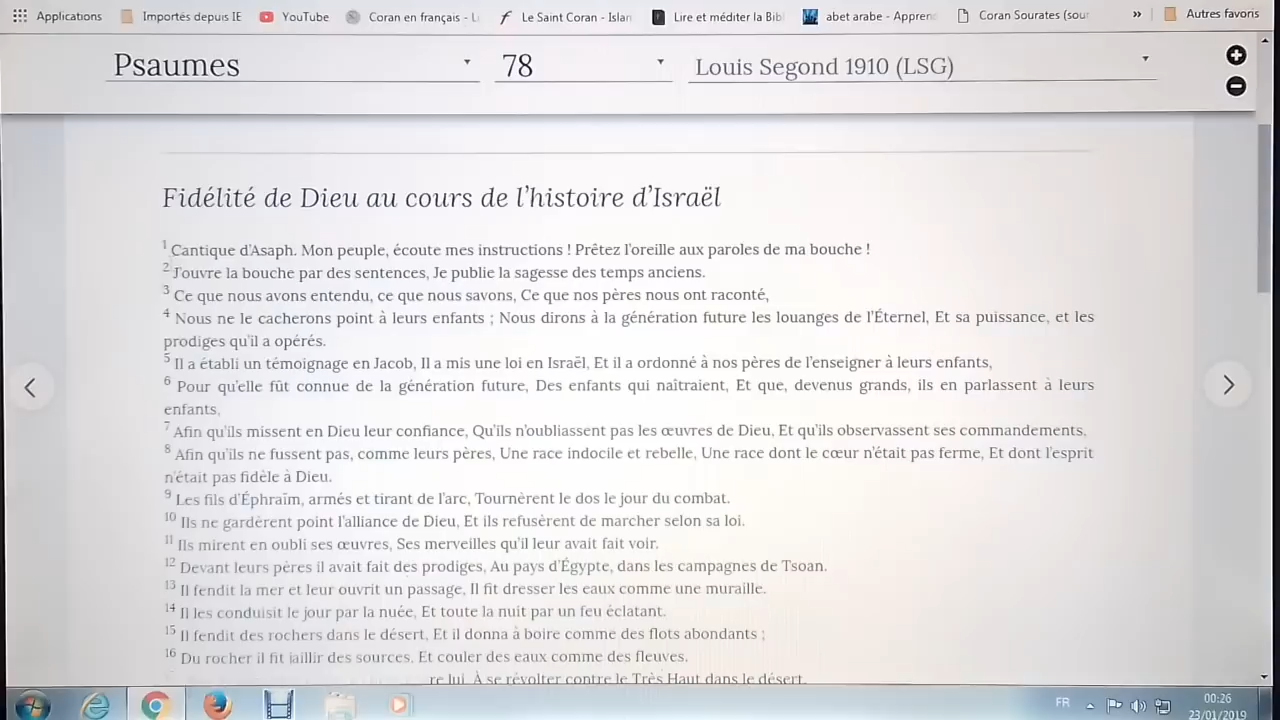 Applications Importés depuis IE YouTube Coran en français - Li Le Saint Coran - Islan Lire et méditer la Bibl abet arabe - Apprend Coran Sourates (sour » Autres favoris
Psaumes 78 Louis Segond 1910 (LSG)
Fidélité de Dieu au cours de l'histoire d'Israël
1 Cantique d'Asaph. Mon peuple, écoute mes instructions ! Prêtez l'oreille aux paroles de ma bouche !
2 J'ouvre la bouche par des sentences, Je publie la sagesse des temps anciens.
3 Ce que nous avons entendu, ce que nous savons, Ce que nos pères nous ont raconté,
4 Nous ne le cacherons point à leurs enfants ; Nous dirons à la génération future les louanges de l'Éternel, Et sa puissance, et les
prodiges qu'il a opérés.
5 Il a établi un témoignage en Jacob, Il a mis une loi en Israël, Et il a ordonné à nos pères de l'enseigner à leurs enfants,
6 Pour qu'elle fût connue de la génération future, Des enfants qui naîtraient, Et que, devenus grands, ils en parlassent à leurs
enfants,
7 Afin qu'ils missent en Dieu leur confiance, Qu'ils n'oubliassent pas les œuvres de Dieu, Et qu'ils observassent ses commandements,
8 Afin qu'ils ne fussent pas, comme leurs pères, Une race indocile et rebelle, Une race dont le cœur n'était pas ferme, Et dont l'esprit
n'était pas fidèle à Dieu.
9 Les fils d'Éphraïm, armés et tirant de l'arc, Tournèrent le dos le jour du combat.
10 Ils ne gardèrent point l'alliance de Dieu, Et ils refusèrent de marcher selon sa loi.
11 Ils mirent en oubli ses œuvres, Ses merveilles qu'il leur avait fait voir.
12 Devant leurs pères il avait fait des prodiges, Au pays d'Égypte, dans les campagnes de Tsoan.
13 Il fendit la mer et leur ouvrit un passage, Il fit dresser les eaux comme une muraille.
14 Il les conduisit le jour par la nuée, Et toute la nuit par un feu éclatant.
15 Il fendit des rochers dans le désert, Et il donna à boire comme des flots abondants ;
16 Du rocher il fit jaillir des sources, Et couler des eaux comme des fleuves.
re lui, À se révolter contre le Très Haut dans le désert.
FR 00:26
23/01/2019